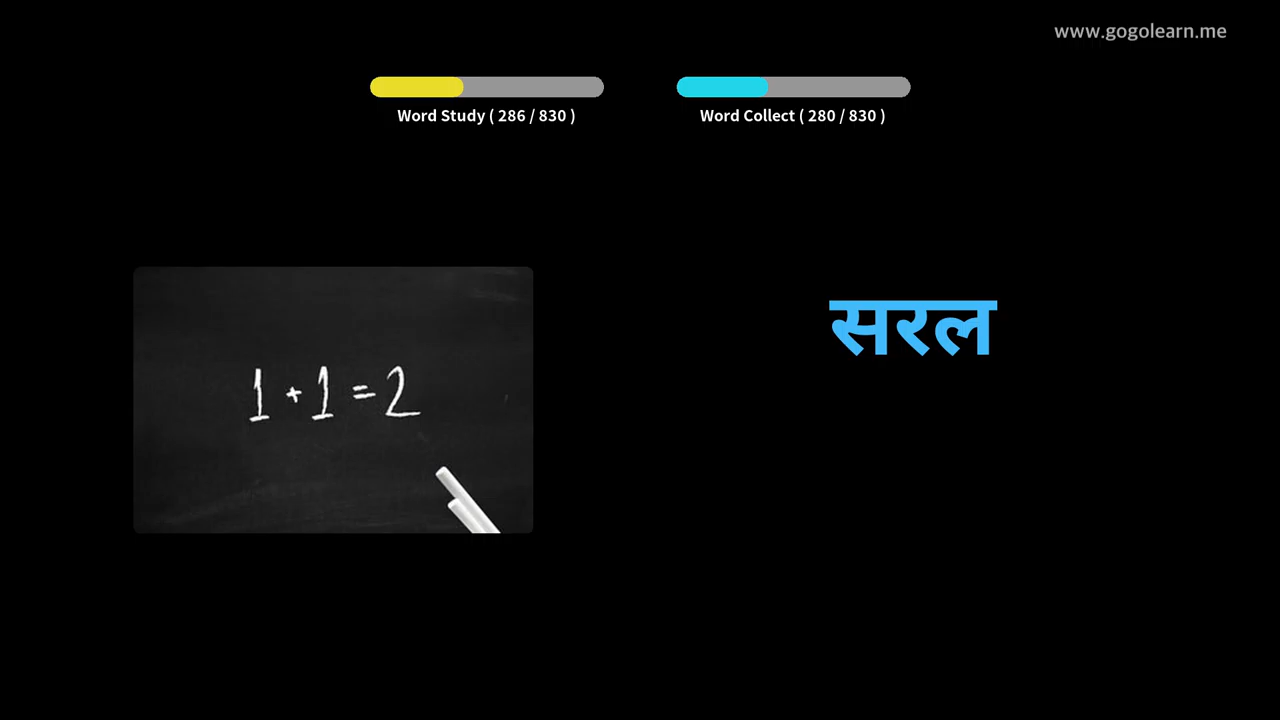 www.gogolearn.me
Word Study ( 286 / 830 )
Word Collect ( 280 / 830 )
सरल
1 + 1 = 2